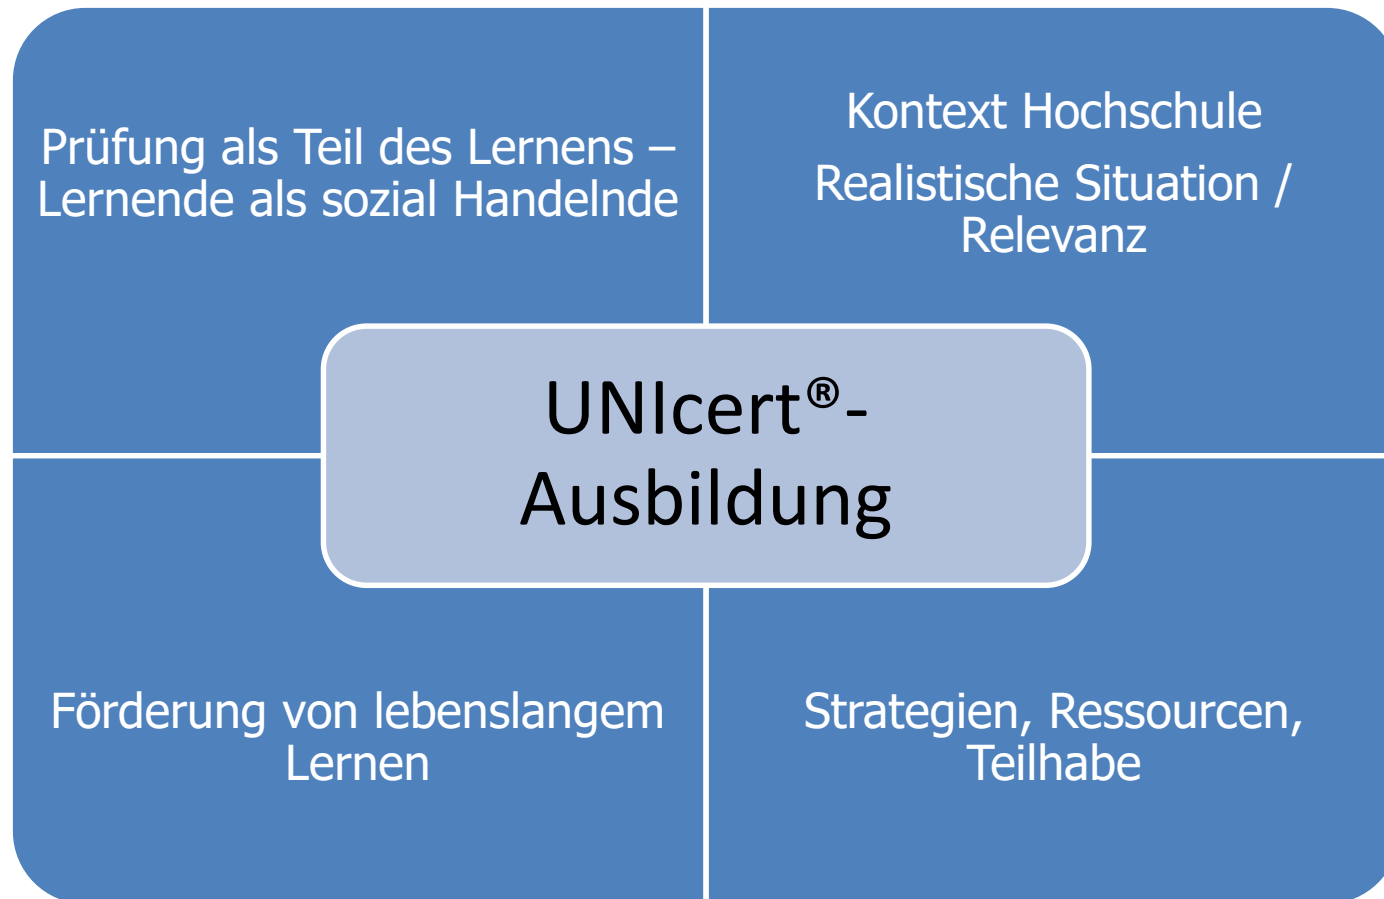 Prüfung als Teil des Lernens –
Lernende als sozial Handelnde
Kontext Hochschule
Realistische Situation /
Relevanz
UNIcert®-
Ausbildung
Förderung von lebenslangem
Lernen
Strategien, Ressourcen,
Teilhabe